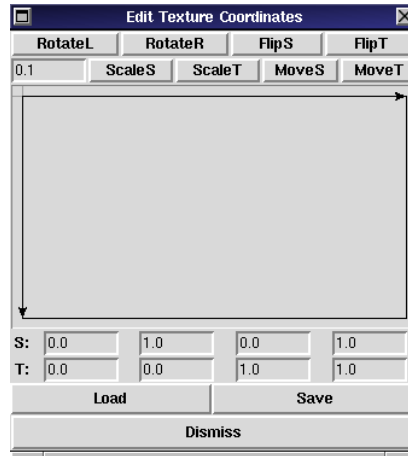 Edit Texture Coordinates
RotateL RotateR FlipS FlipT
0.1 ScaleS ScaleT MoveS MoveT
S: 0.0 1.0 0.0 1.0
T: 0.0 0.0 1.0 1.0
Load Save
Dismiss